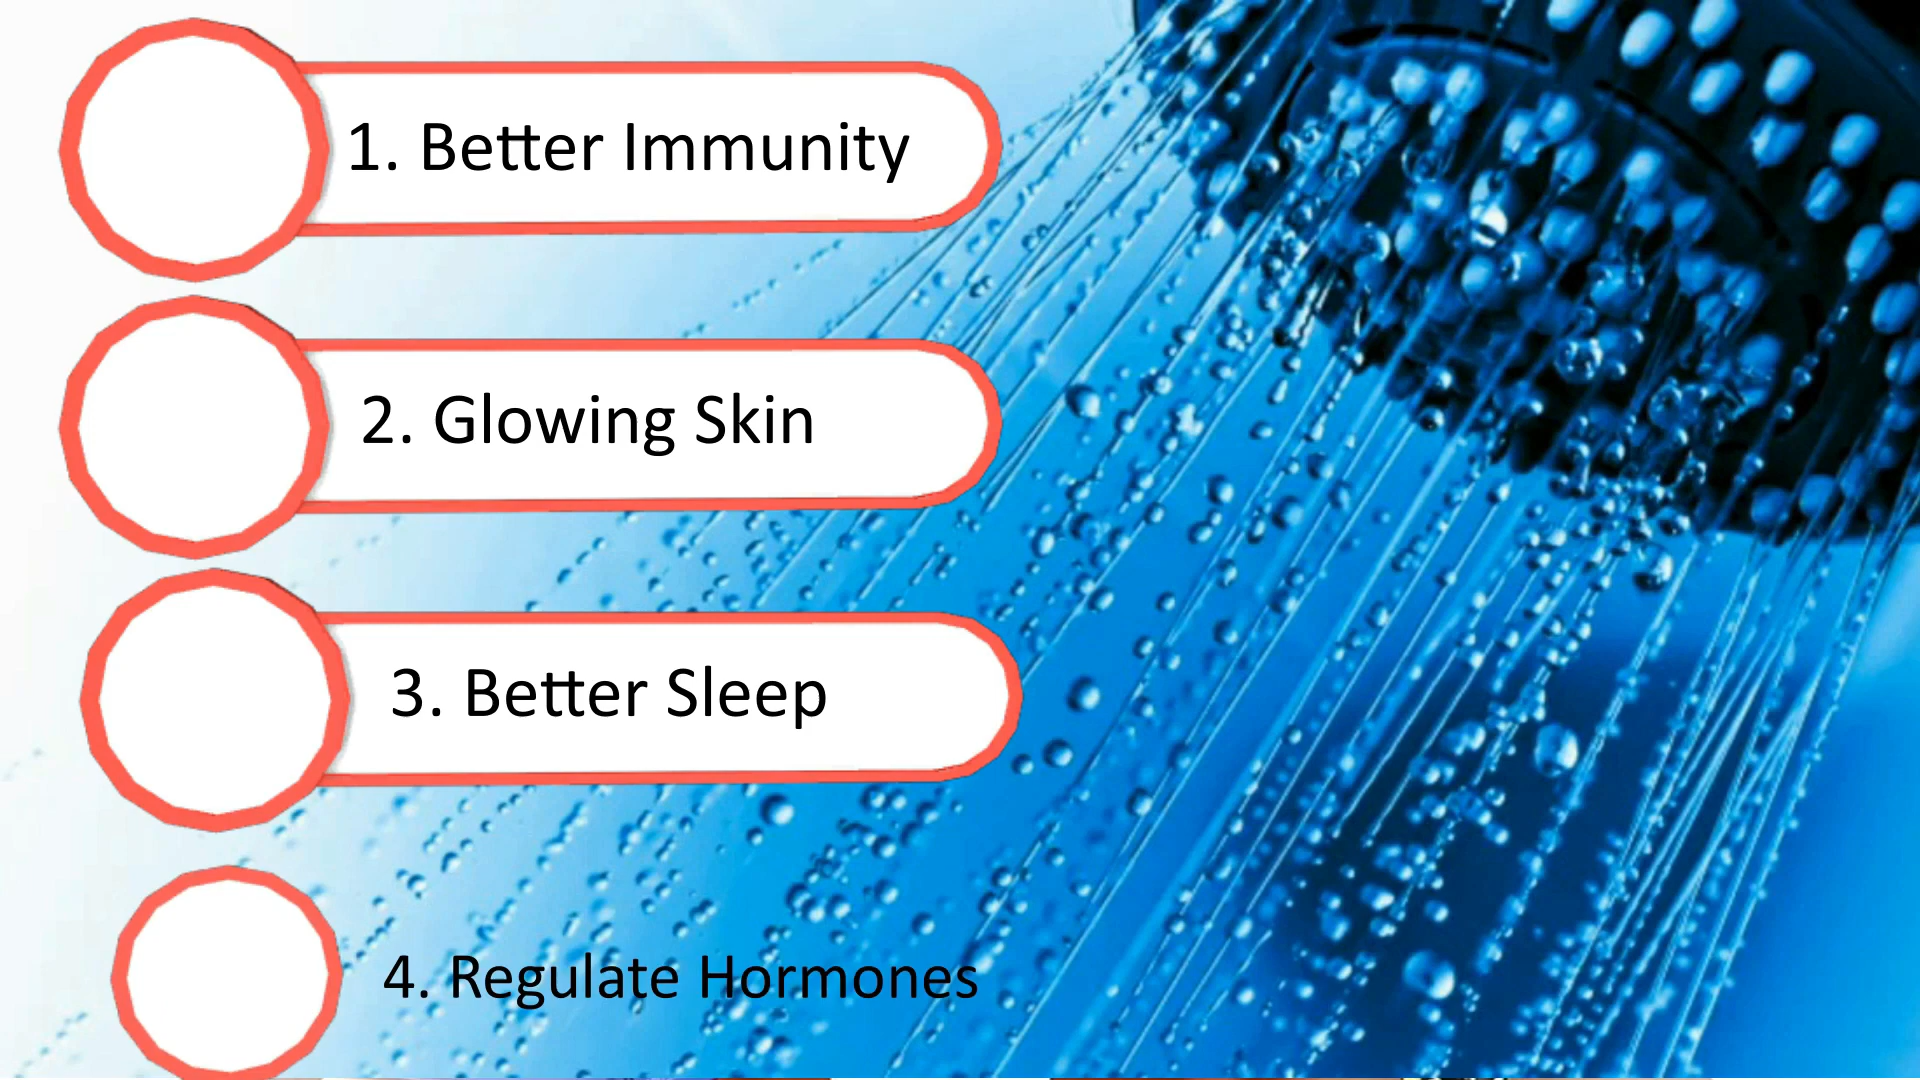 1. Better Immunity
2. Glowing Skin
3. Better Sleep
4. Regulate Hormones